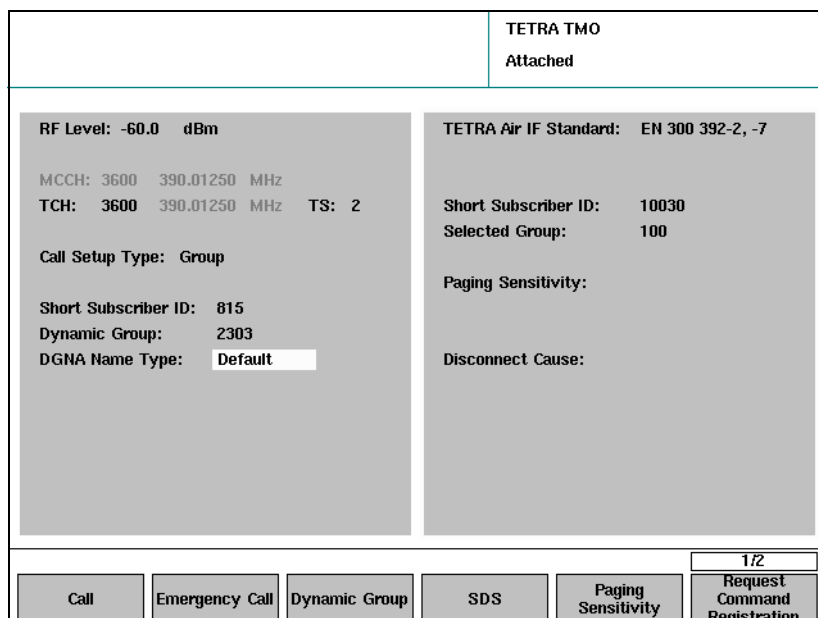 TETRA TMO
Attached
RF Level: -60.0 dBm
MCCH: 3600 390.01250 MHz
TCH: 3600 390.01250 MHz TS: 2
Call Setup Type: Group
Short Subscriber ID: 815
Dynamic Group: 2303
DGNA Name Type: Default
TETRA Air IF Standard: EN 300 392-2, -7
Short Subscriber ID: 10030
Selected Group: 100
Paging Sensitivity:
Disconnect Cause:
1/2
Call
Emergency Call
Dynamic Group
SDS
Paging
Sensitivity
Request
Command
Registration